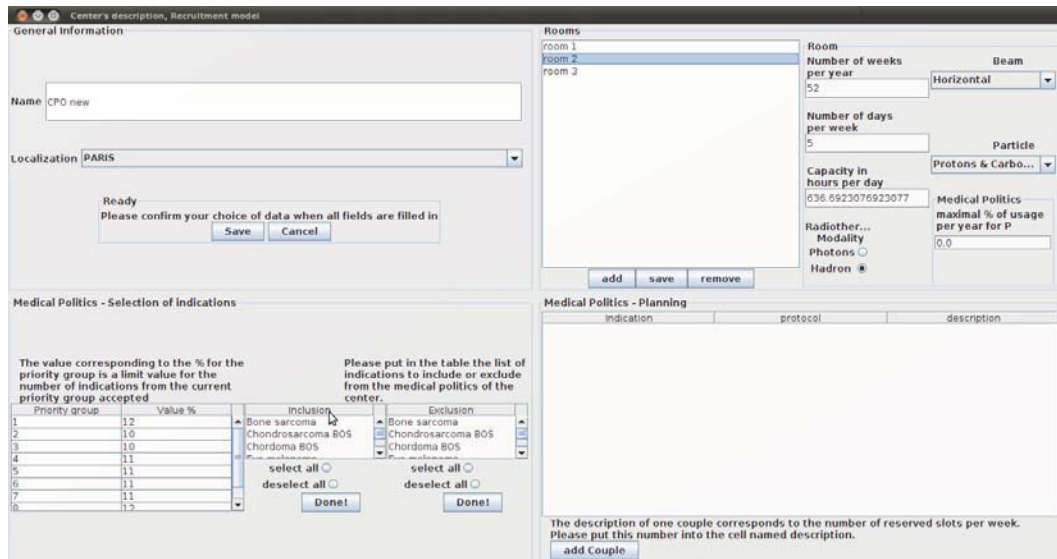 Center's description, Recruitment model
General Information
Name CPO new
Localization PARIS
Ready
Please confirm your choice of data when all fields are filled in
Save Cancel
Rooms
room 1
room 2
room 3
add save remove
Room
Number of weeks
per year
52
Number of days
per week
5
Capacity in
hours per day
636.6923076923077
Radiother...
Modality
Photons
Hadron
Beam
Horizontal
Particle
Protons & Carbo...
Medical Politics
maximal % of usage
per year for P
0.0
Medical Politics - Selection of indications
The value corresponding to the % for the
priority group is a limit value for the
number of indications from the current
priority group accepted
Please put in the table the list of
indications to include or exclude
from the medical politics of the
center.
Priority group Value %
1 12
2 10
3 10
4 11
5 11
6 11
7 11
8 12
Inclusion
Bone sarcoma
Chondrosarcoma BOS
Chordoma BOS
select all
deselect all
Done!
Exclusion
Bone sarcoma
Chondrosarcoma BOS
Chordoma BOS
select all
deselect all
Done!
Medical Politics - Planning
Indication protocol description
The description of one couple corresponds to the number of reserved slots per week.
Please put this number into the cell named description.
add Couple